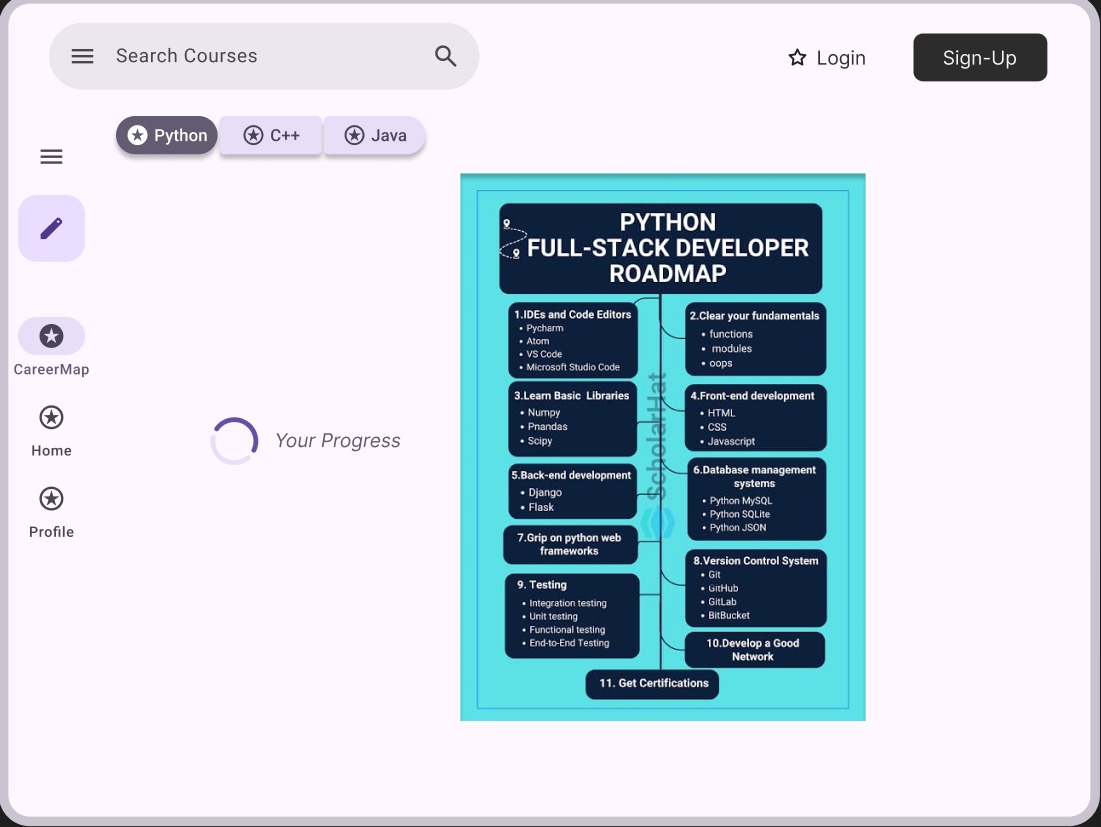 Search Courses
Login
Sign-Up
Python
C++
Java
CareerMap
Home
Profile
Your Progress
PYTHON
FULL-STACK DEVELOPER
ROADMAP
1.IDEs and Code Editors
• Pycharm
• Atom
• VS Code
• Microsoft Studio Code
2.Clear your fundamentals
• functions
• modules
• oops
3.Learn Basic Libraries
• Numpy
• Pnandas
• Scipy
4.Front-end development
• HTML
• CSS
• Javascript
5.Back-end development
• Django
• Flask
6.Database management
systems
• Python MySQL
• Python SQLite
• Python JSON
7.Grip on python web
frameworks
8.Version Control System
• Git
• GitHub
• GitLab
• BitBucket
9. Testing
• Integration testing
• Unit testing
• Functional testing
• End-to-End Testing
10.Develop a Good
Network
11. Get Certifications
ScholarHat